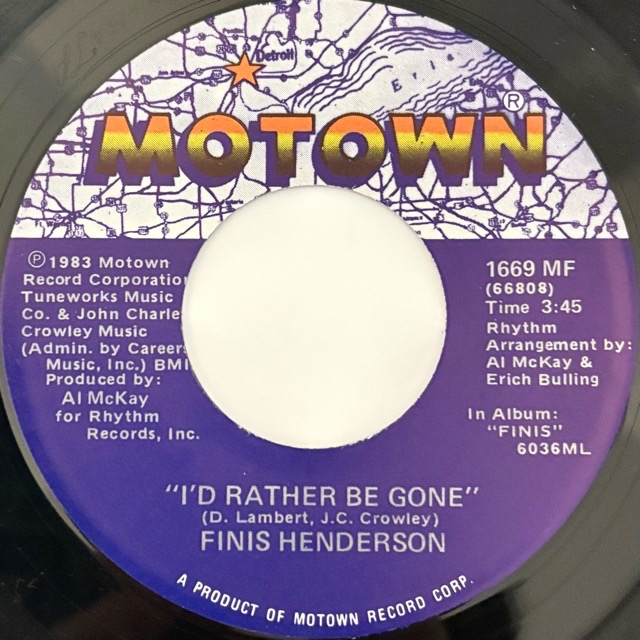 Detroit
Erie
MOTOWN®
℗ 1983 Motown
Record Corporation
Tuneworks Music
Co. & John Charle
Crowley Music
(Admin. by Careers
Music, Inc.) BMI
Produced by:
Al McKay
for Rhythm
Records, Inc.
1669 MF
(66808)
Time 3:45
Rhythm
Arrangement by:
Al McKay &
Erich Bulling
In Album:
"FINIS"
6036ML
"I'D RATHER BE GONE"
(D. Lambert, J.C. Crowley)
FINIS HENDERSON
A PRODUCT OF MOTOWN RECORD CORP.